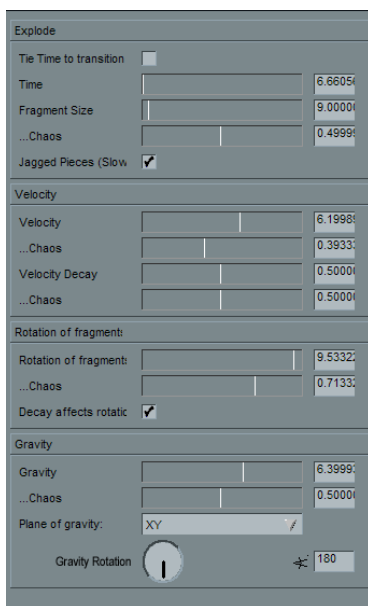 Explode
Tie Time to transition
Time 6.6605
Fragment Size 9.0000
...Chaos 0.4999
Jagged Pieces (Slow
Velocity
Velocity 6.1998
...Chaos 0.3933
Velocity Decay 0.5000
...Chaos 0.5000
Rotation of fragments
Rotation of fragments 9.5332
...Chaos 0.7133
Decay affects rotatic
Gravity
Gravity 6.3999
...Chaos 0.5000
Plane of gravity: XY
Gravity Rotation 180